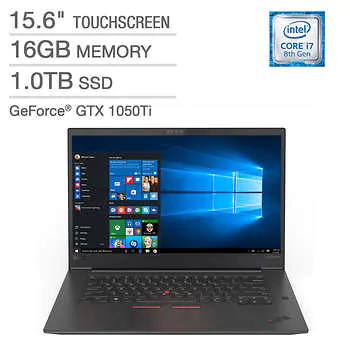 15.6" TOUCHSCREEN
16GB MEMORY
1.0TB SSD
GeForce® GTX 1050Ti
intel
CORE i7
8th Gen